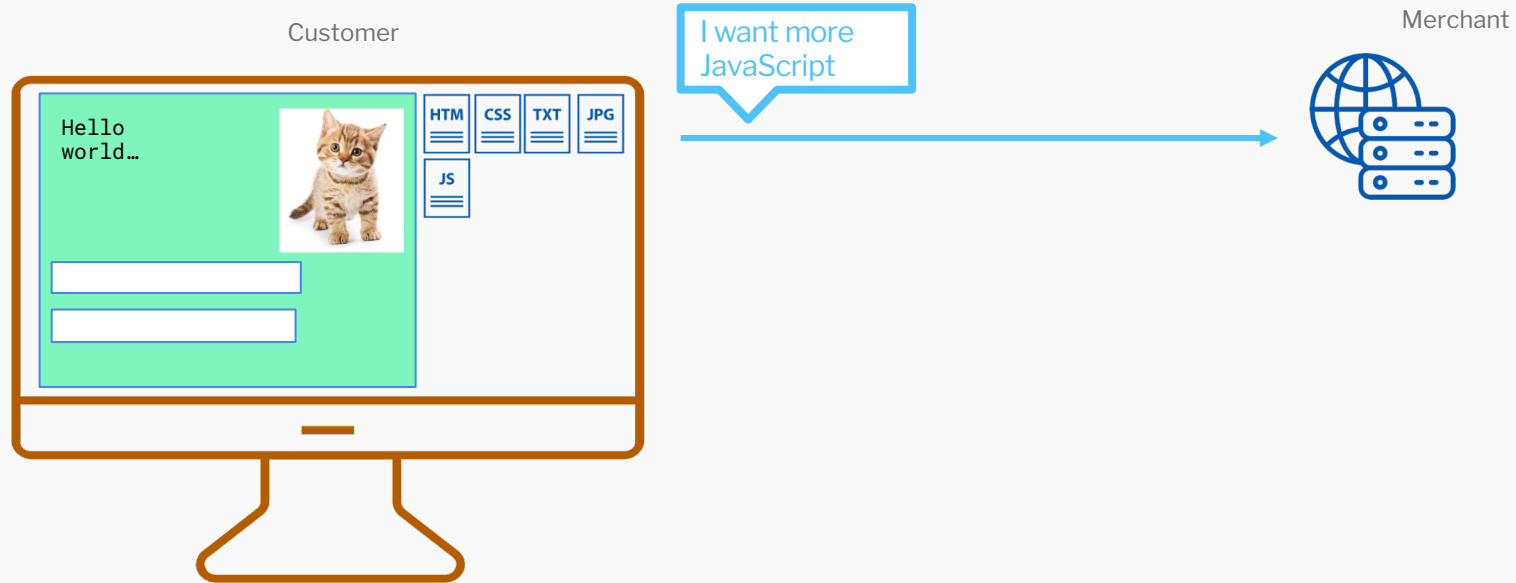 Customer
I want more
JavaScript
Merchant
Hello
world…
HTM
CSS
TXT
JPG
JS